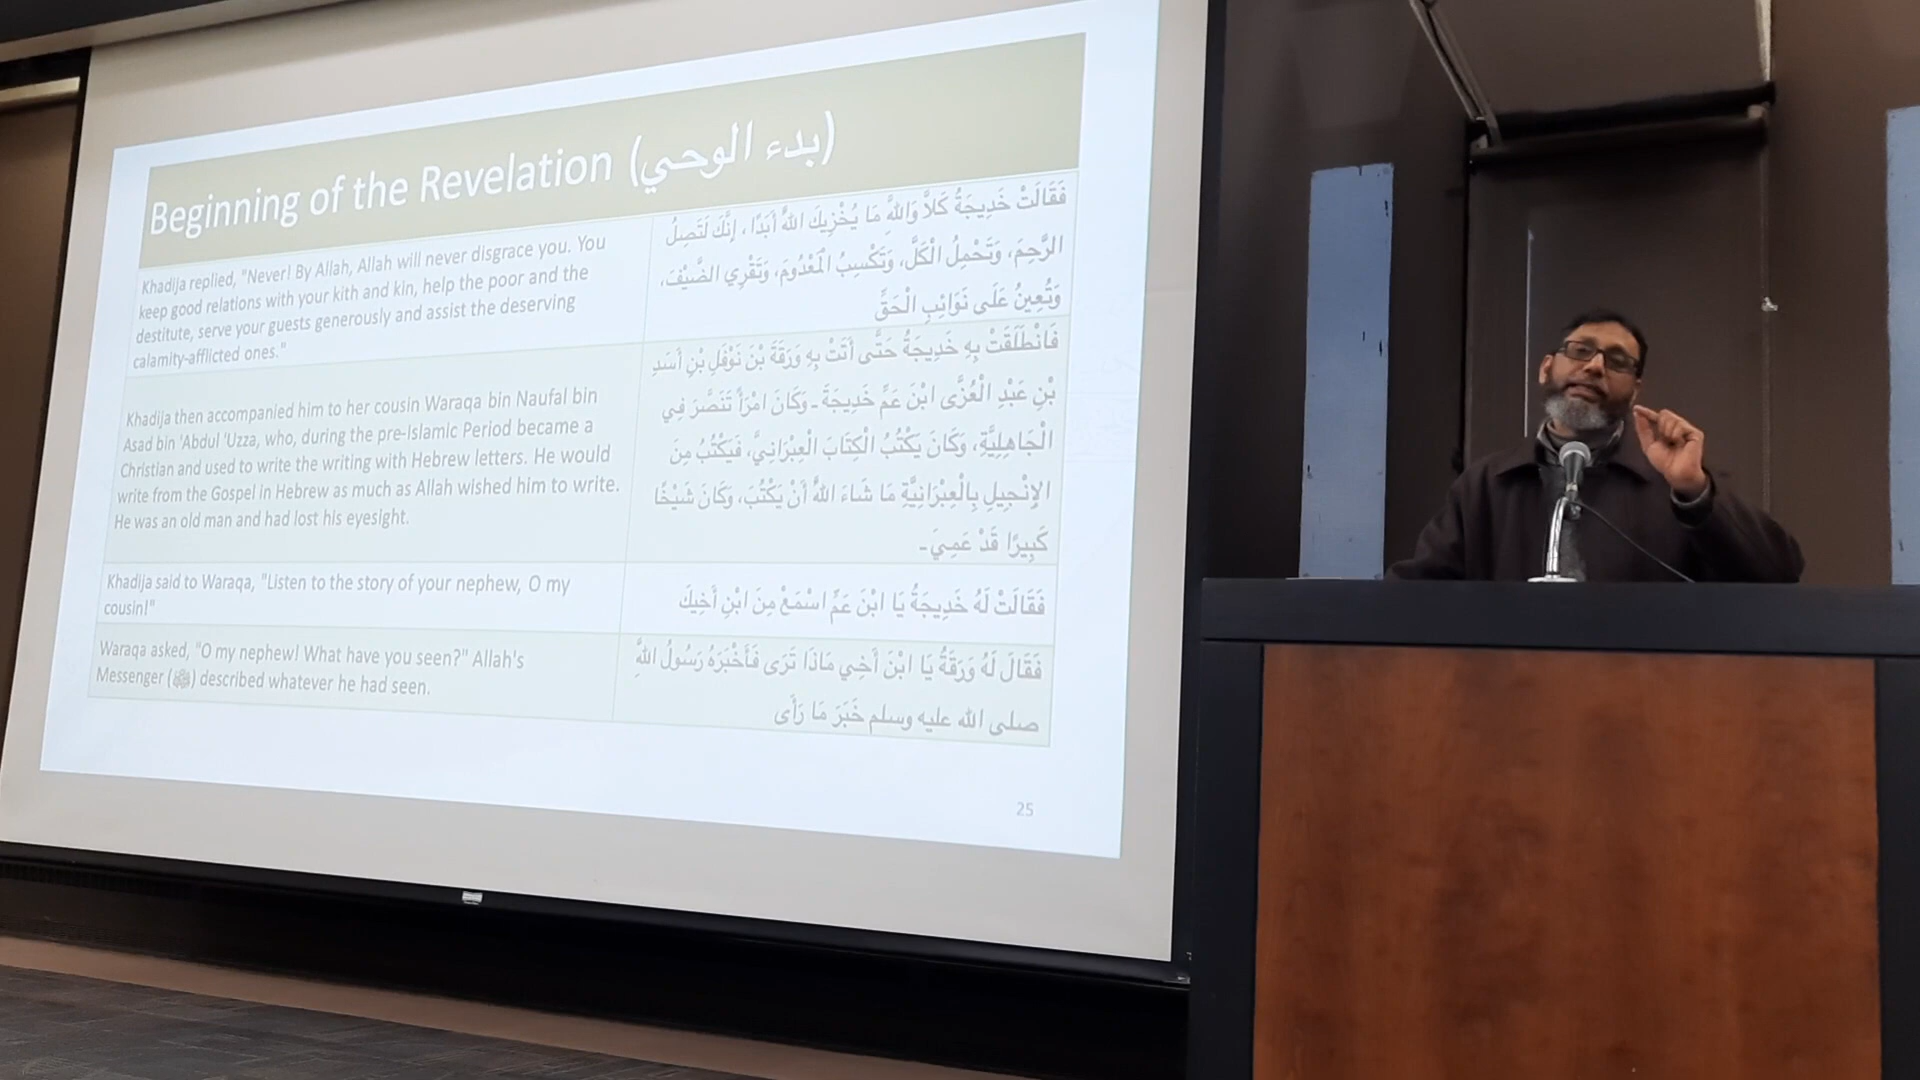 Beginning of the Revelation (بدء الوحي)
Khadija replied, "Never! By Allah, Allah will never disgrace you. You
keep good relations with your kith and kin, help the poor and the
destitute, serve your guests generously and assist the deserving
calamity-afflicted ones."
فَقَالَتْ خَدِيجَةُ كَلاَّ وَاللَّهِ مَا يُخْزِيكَ اللَّهُ أَبَدًا، إِنَّكَ لَتَصِلُ
الرَّحِمَ، وَتَحْمِلُ الْكَلَّ، وَتَكْسِبُ الْمَعْدُومَ، وَتَقْرِي الضَّيْفَ،
وَتُعِينُ عَلَى نَوَائِبِ الْحَقِّ
Khadija then accompanied him to her cousin Waraqa bin Naufal bin
Asad bin 'Abdul 'Uzza, who, during the pre-Islamic Period became a
Christian and used to write the writing with Hebrew letters. He would
write from the Gospel in Hebrew as much as Allah wished him to write.
He was an old man and had lost his eyesight.
فَانْطَلَقَتْ بِهِ خَدِيجَةُ حَتَّى أَتَتْ بِهِ وَرَقَةَ بْنَ نَوْفَلِ بْنِ أَسَدِ
بْنِ عَبْدِ الْعُزَّى ابْنَ عَمِّ خَدِيجَةَ ـ وَكَانَ امْرَأً تَنَصَّرَ فِي
الْجَاهِلِيَّةِ، وَكَانَ يَكْتُبُ الْكِتَابَ الْعِبْرَانِيَّ، فَيَكْتُبُ مِنَ
الإِنْجِيلِ بِالْعِبْرَانِيَّةِ مَا شَاءَ اللَّهُ أَنْ يَكْتُبَ، وَكَانَ شَيْخًا
كَبِيرًا قَدْ عَمِيَ ـ
Khadija said to Waraqa, "Listen to the story of your nephew, O my
cousin!"
فَقَالَتْ لَهُ خَدِيجَةُ يَا ابْنَ عَمِّ اسْمَعْ مِنَ ابْنِ أَخِيكَ
Waraqa asked, "O my nephew! What have you seen?" Allah's
Messenger (ﷺ) described whatever he had seen.
فَقَالَ لَهُ وَرَقَةُ يَا ابْنَ أَخِي مَاذَا تَرَى فَأَخْبَرَهُ رَسُولُ اللَّهِ
صلى الله عليه وسلم خَبَرَ مَا رَأَى
25